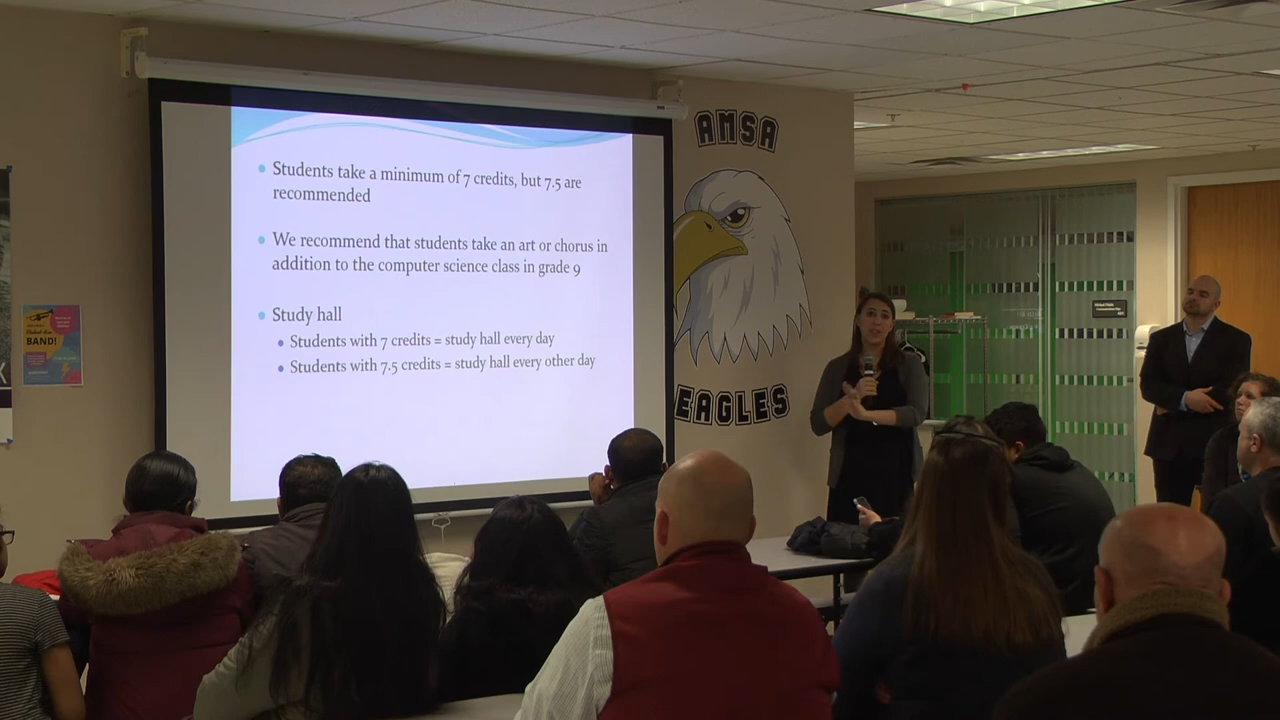 AMSA
Students take a minimum of 7 credits, but 7.5 are
recommended
We recommend that students take an art or chorus in
addition to the computer science class in grade 9
Study hall
Students with 7 credits = study hall every day
Students with 7.5 credits = study hall every other day
EAGLES
BAND!